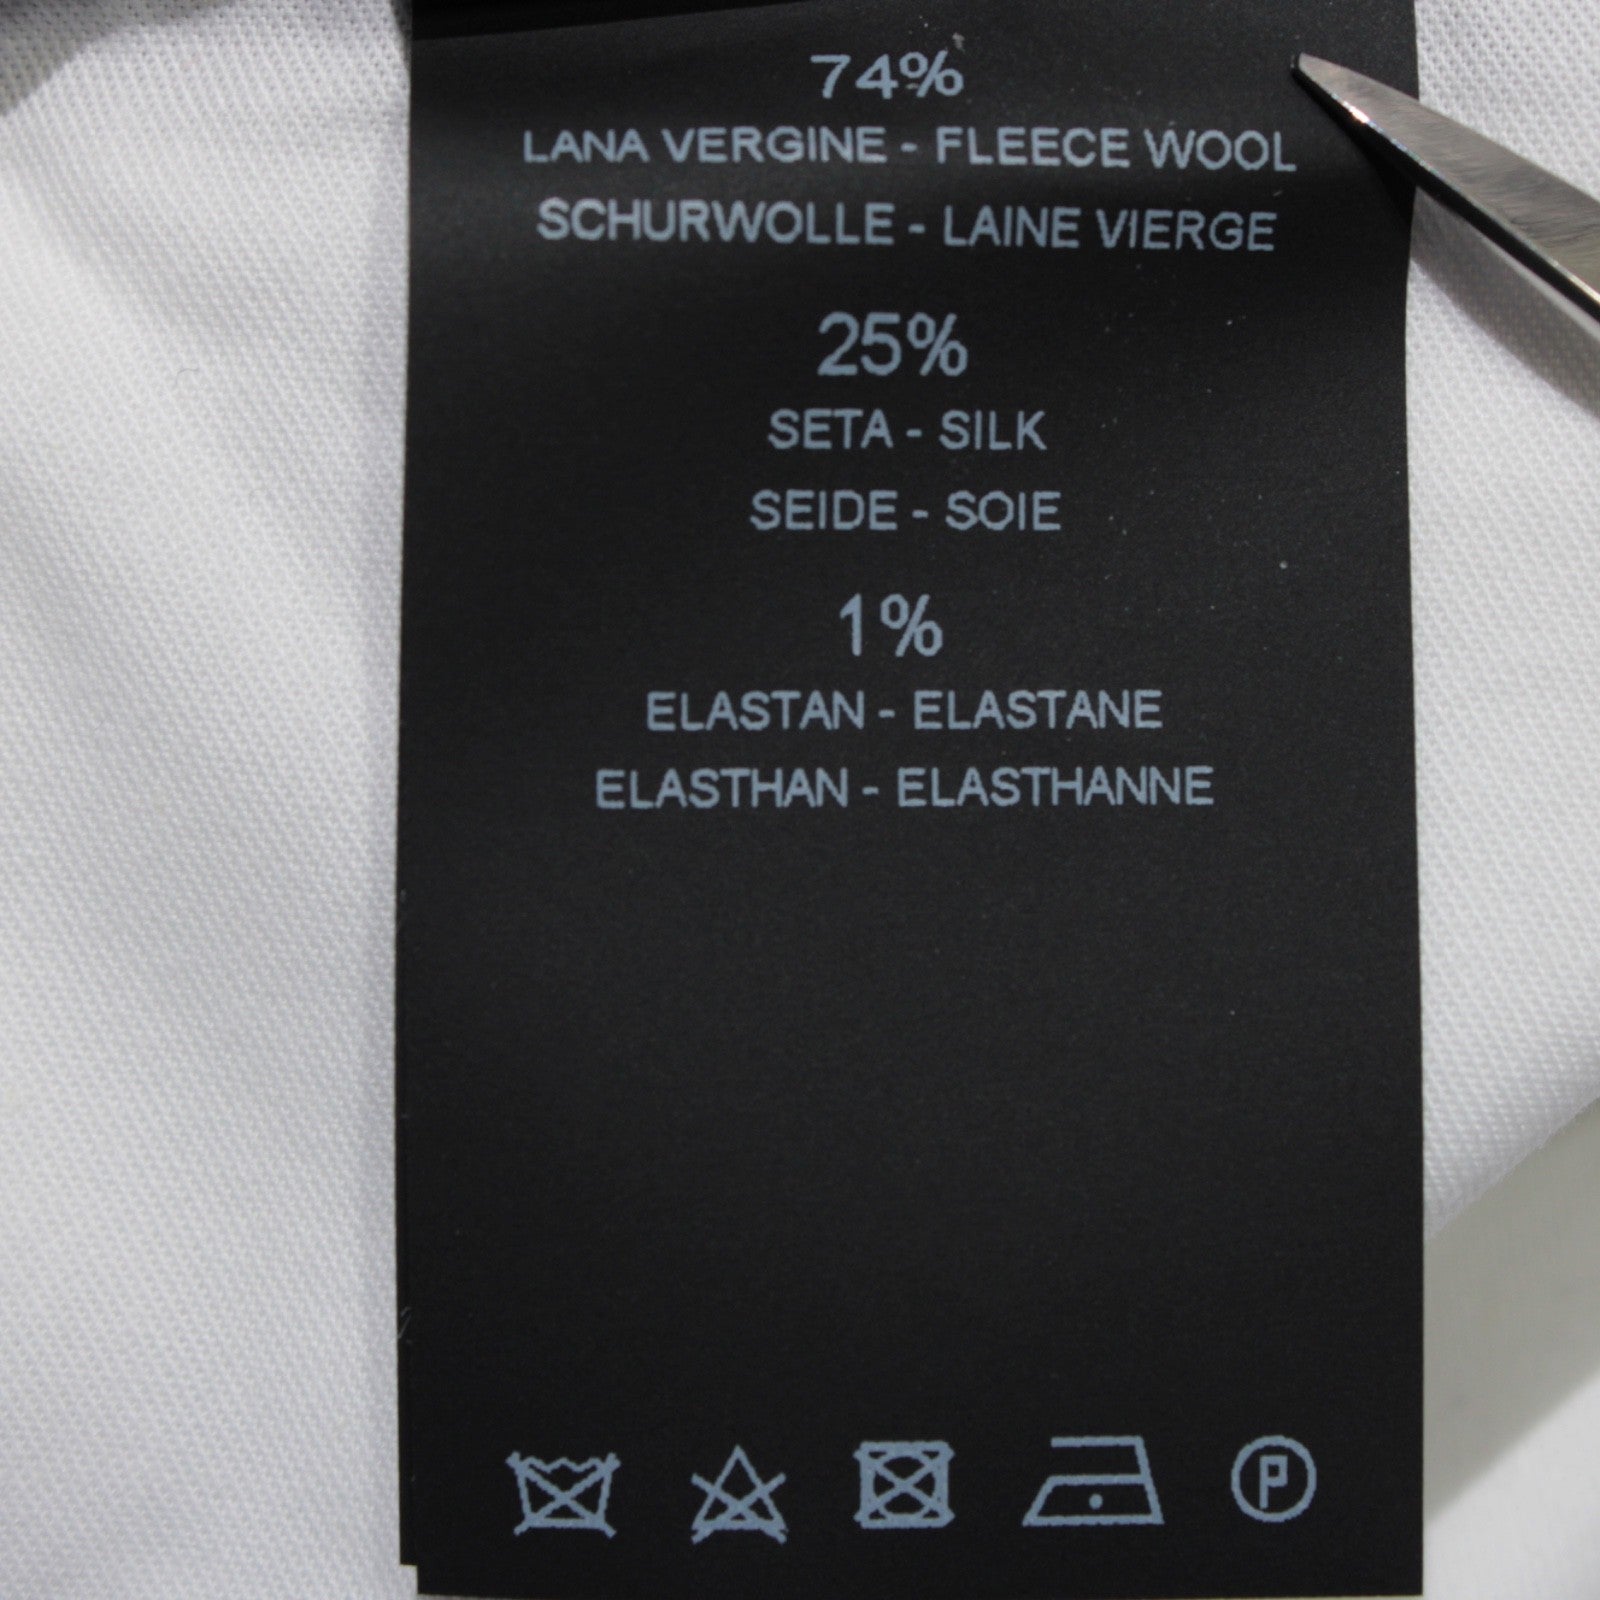 74%
LANA VERGINE - FLEECE WOOL
SCHURWOLLE - LAINE VIERGE
25%
SETA - SILK
SEIDE - SOIE
1%
ELASTAN - ELASTANE
ELASTHAN - ELASTHANNE
P